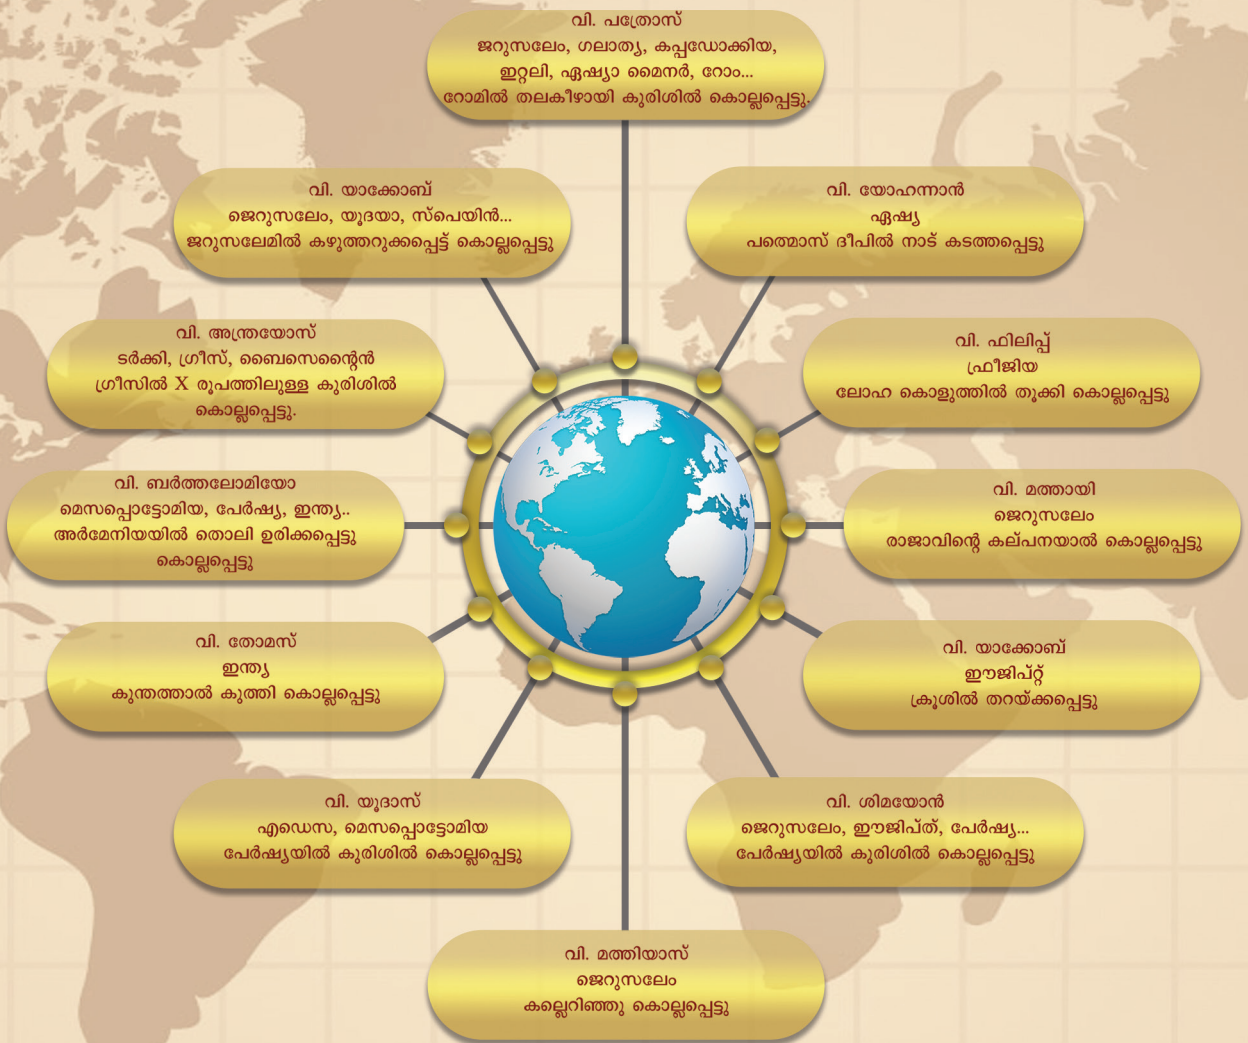 വി. പത്രോസ്
ജറുസലേം, ഗലാത്യ, കപ്പഡോക്കിയ,
ഇറ്റലി, ഏഷ്യാ മൈനർ, റോം...
റോമിൽ തലകീഴായി കുരിശിൽ കൊല്ലപ്പെട്ടു.
വി. യാക്കോബ്
ജെറുസലേം, യൂദയാ, സ്പെയിൻ...
ജറുസലേമിൽ കഴുത്തറുക്കപ്പെട്ട് കൊല്ലപ്പെട്ടു
വി. യോഹന്നാൻ
ഏഷ്യ
പത്മൊസ് ദീപിൽ നാട് കടത്തപ്പെട്ടു
വി. അന്ത്രയോസ്
ടർക്കി, ഗ്രീസ്, ബൈസെന്റൈൻ
ഗ്രീസിൽ X രൂപത്തിലുള്ള കുരിശിൽ
കൊല്ലപ്പെട്ടു.
വി. ഫിലിപ്പ്
ഫ്രീജിയ
ലോഹ കൊളുത്തിൽ തൂക്കി കൊല്ലപ്പെട്ടു
വി. ബർത്തലോമിയോ
മെസപ്പൊട്ടോമിയ, പേർഷ്യ, ഇന്ത്യ..
അർമേനിയയിൽ തൊലി ഉരിക്കപ്പെട്ടു
കൊല്ലപ്പെട്ടു
വി. മത്തായി
ജെറുസലേം
രാജാവിന്റെ കല്പനയാൽ കൊല്ലപ്പെട്ടു
വി. തോമസ്
ഇന്ത്യ
കുന്തത്താൽ കുത്തി കൊല്ലപ്പെട്ടു
വി. യാക്കോബ്
ഈജിപ്റ്റ്
ക്രൂശിൽ തറയ്ക്കപ്പെട്ടു
വി. യൂദാസ്
എഡെസ, മെസപ്പൊട്ടോമിയ
പേർഷ്യയിൽ കുരിശിൽ കൊല്ലപ്പെട്ടു
വി. ശിമയോൻ
ജെറുസലേം, ഈജിപ്ത്, പേർഷ്യ...
പേർഷ്യയിൽ കുരിശിൽ കൊല്ലപ്പെട്ടു
വി. മത്തിയാസ്
ജെറുസലേം
കല്ലെറിഞ്ഞു കൊല്ലപ്പെട്ടു